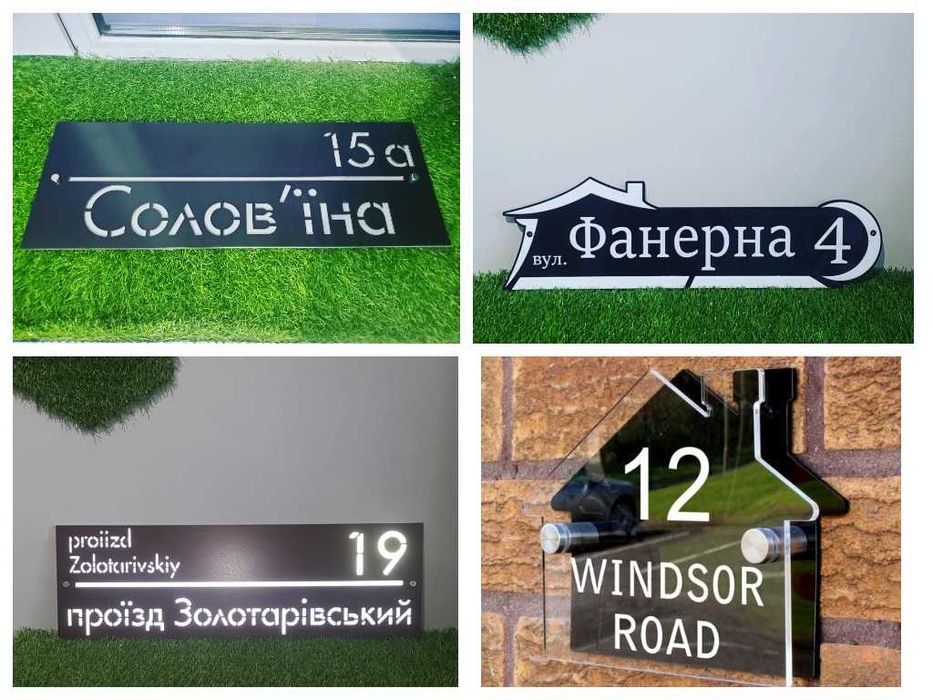 15а
Солов'їна
вул. Фанерна 4
proiizd
Zolotarivskiy
19
проїзд Золотарівський
12
WINDSOR
ROAD